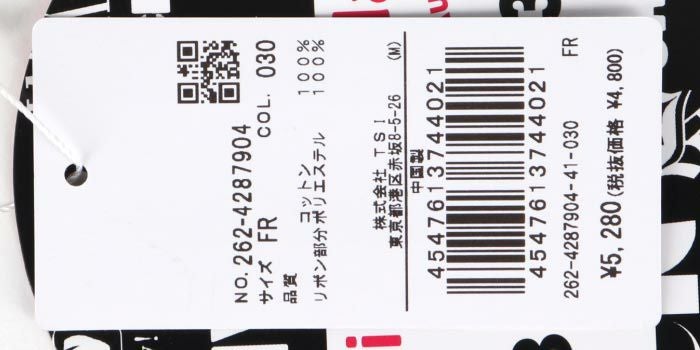 NO. 262-4287904
COL. 030
サイズ FR
品質
コットン 100%
リボン部分ポリエステル 100%
株式会社 TSI
東京都港区赤坂8-5-26 (M)
中国製
4547613744021
4547613744021
262-4287904-41-030 FR
¥5,280(税抜価格 ¥4,800)